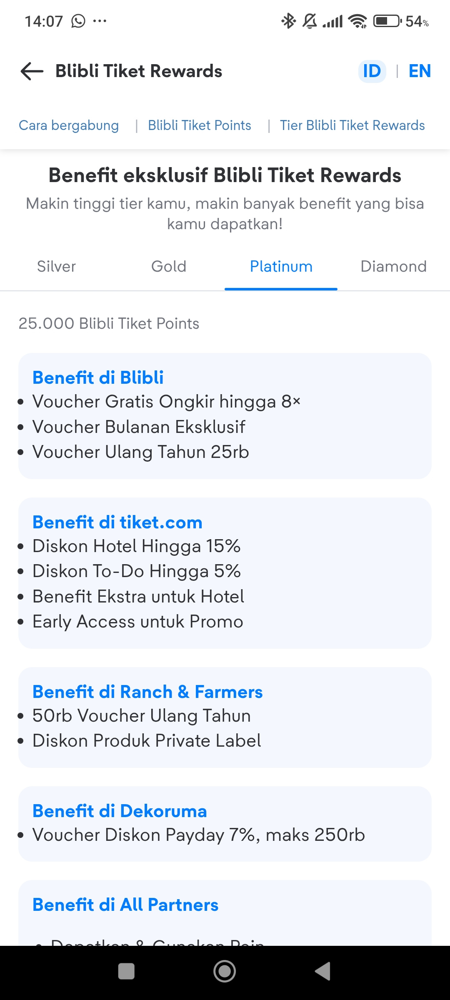 14:07 ... 54%
Blibli Tiket Rewards ID | EN
Cara bergabung | Blibli Tiket Points | Tier Blibli Tiket Rewards
Benefit eksklusif Blibli Tiket Rewards
Makin tinggi tier kamu, makin banyak benefit yang bisa
kamu dapatkan!
Silver Gold Platinum Diamond
25.000 Blibli Tiket Points
Benefit di Blibli
• Voucher Gratis Ongkir hingga 8×
• Voucher Bulanan Eksklusif
• Voucher Ulang Tahun 25rb
Benefit di tiket.com
• Diskon Hotel Hingga 15%
• Diskon To-Do Hingga 5%
• Benefit Ekstra untuk Hotel
• Early Access untuk Promo
Benefit di Ranch & Farmers
• 50rb Voucher Ulang Tahun
• Diskon Produk Private Label
Benefit di Dekoruma
• Voucher Diskon Payday 7%, maks 250rb
Benefit di All Partners
• Dapatkan & Gunakan Poin